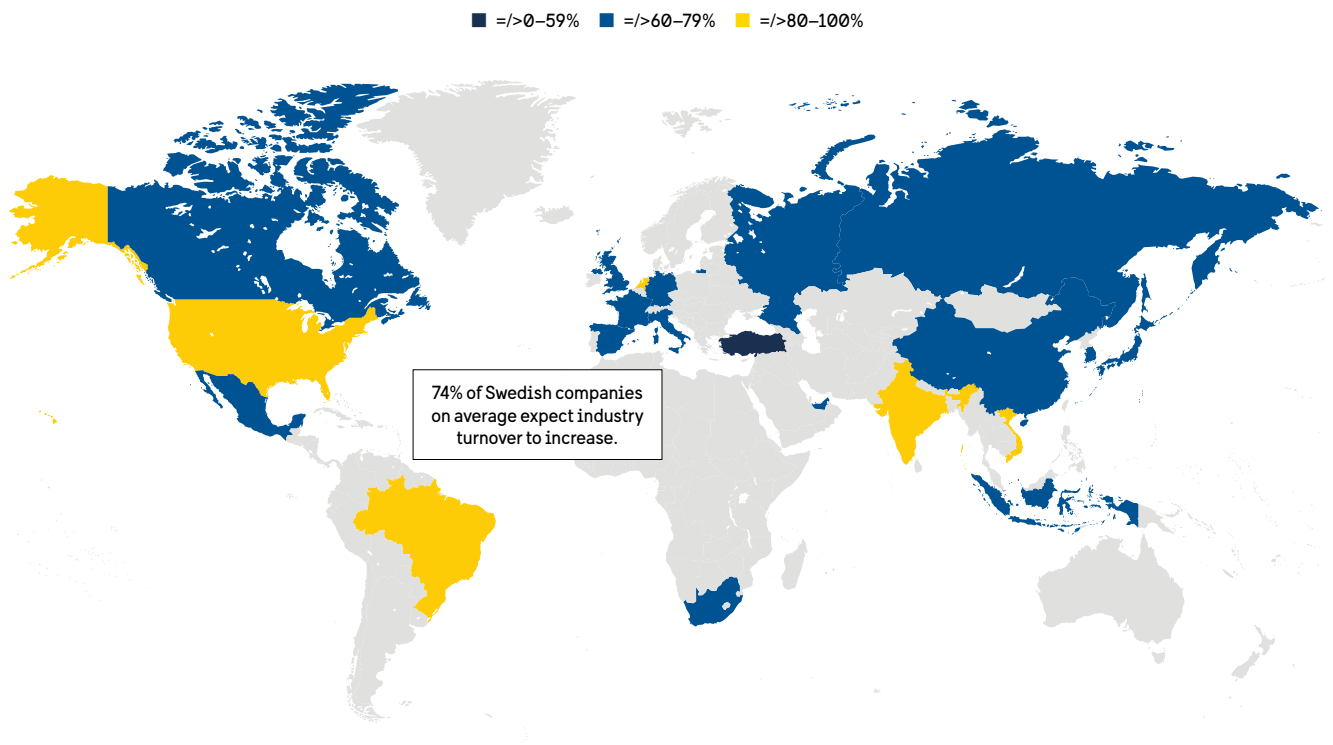 =/>0–59% =/>60–79% =/>80–100%
74% of Swedish companies
on average expect industry
turnover to increase.